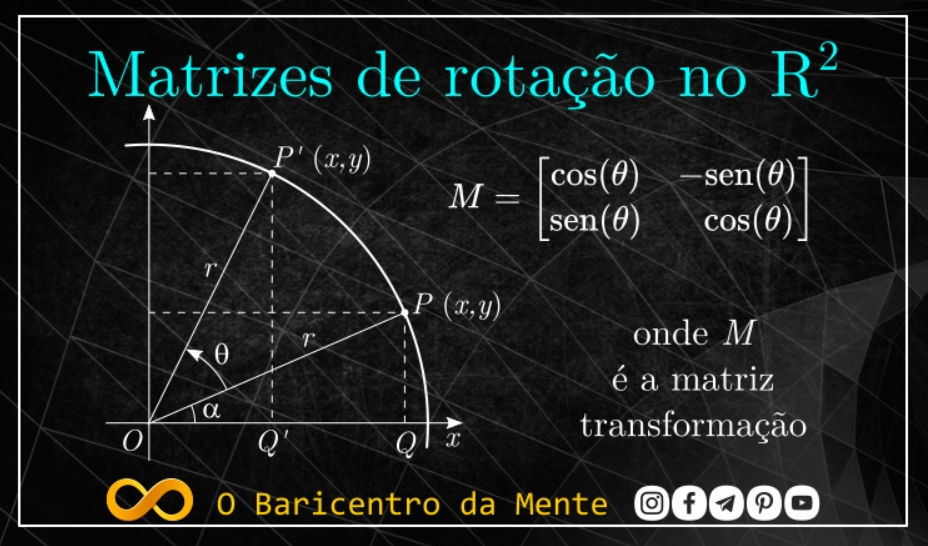 Matrizes de rotação no R²
P' (x,y)
M = [cos(θ) −sen(θ)
sen(θ) cos(θ)]
r
P (x,y)
r
θ
α
onde M
é a matriz
transformação
O Q' Q x
O Baricentro da Mente